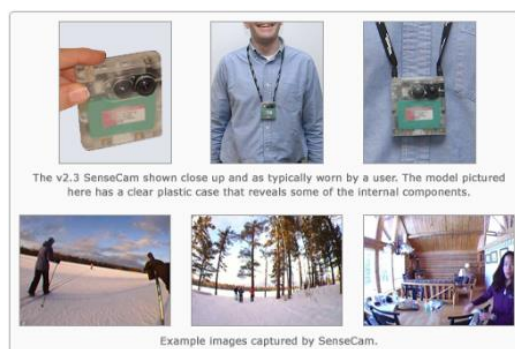 The v2.3 SenseCam shown close up and as typically worn by a user. The model pictured
here has a clear plastic case that reveals some of the internal components.
Example images captured by SenseCam.